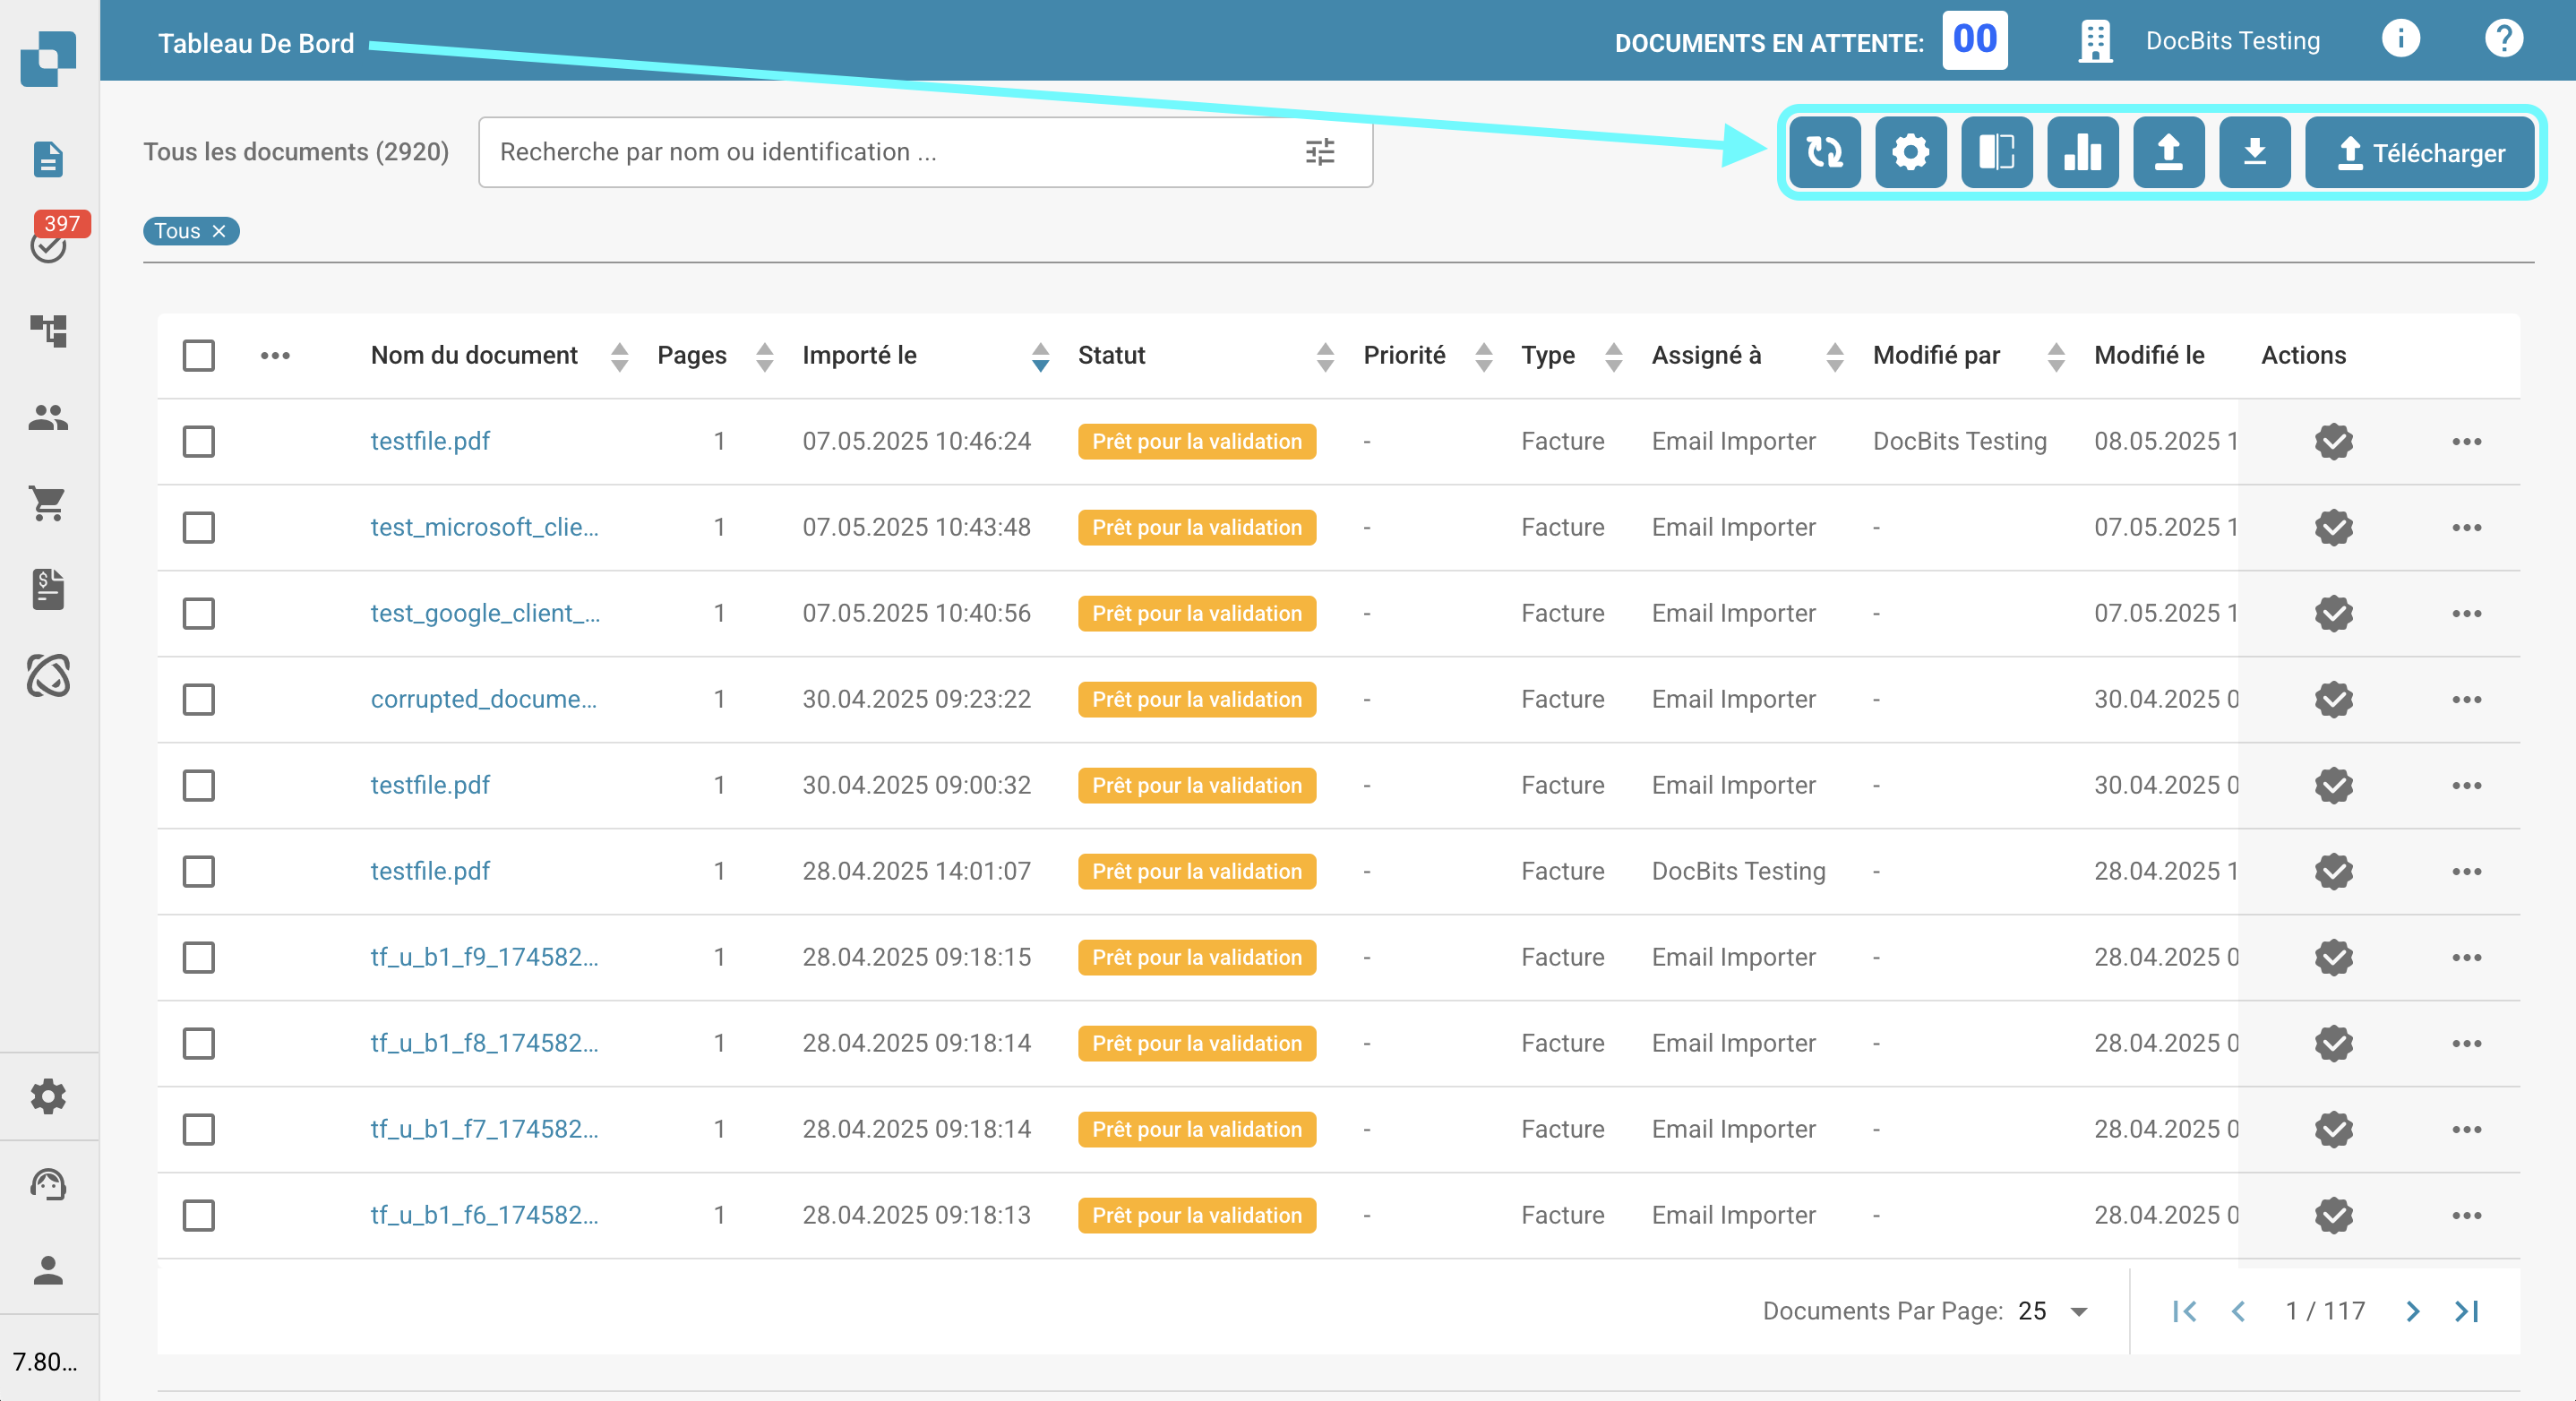 Tableau De Bord
DOCUMENTS EN ATTENTE: 00
DocBits Testing
Tous les documents (2920)
Recherche par nom ou identification ...
Télécharger
397
Tous
Nom du document Pages Importé le Statut Priorité Type Assigné à Modifié par Modifié le Actions
testfile.pdf 1 07.05.2025 10:46:24 Prêt pour la validation - Facture Email Importer DocBits Testing 08.05.2025 1
test_microsoft_clie... 1 07.05.2025 10:43:48 Prêt pour la validation - Facture Email Importer - 07.05.2025 1
test_google_client_... 1 07.05.2025 10:40:56 Prêt pour la validation - Facture Email Importer - 07.05.2025 1
corrupted_docume... 1 30.04.2025 09:23:22 Prêt pour la validation - Facture Email Importer - 30.04.2025 0
testfile.pdf 1 30.04.2025 09:00:32 Prêt pour la validation - Facture Email Importer - 30.04.2025 0
testfile.pdf 1 28.04.2025 14:01:07 Prêt pour la validation - Facture DocBits Testing - 28.04.2025 1
tf_u_b1_f9_174582... 1 28.04.2025 09:18:15 Prêt pour la validation - Facture Email Importer - 28.04.2025 0
tf_u_b1_f8_174582... 1 28.04.2025 09:18:14 Prêt pour la validation - Facture Email Importer - 28.04.2025 0
tf_u_b1_f7_174582... 1 28.04.2025 09:18:14 Prêt pour la validation - Facture Email Importer - 28.04.2025 0
tf_u_b1_f6_174582... 1 28.04.2025 09:18:13 Prêt pour la validation - Facture Email Importer - 28.04.2025 0
Documents Par Page: 25
1 / 117
7.80...